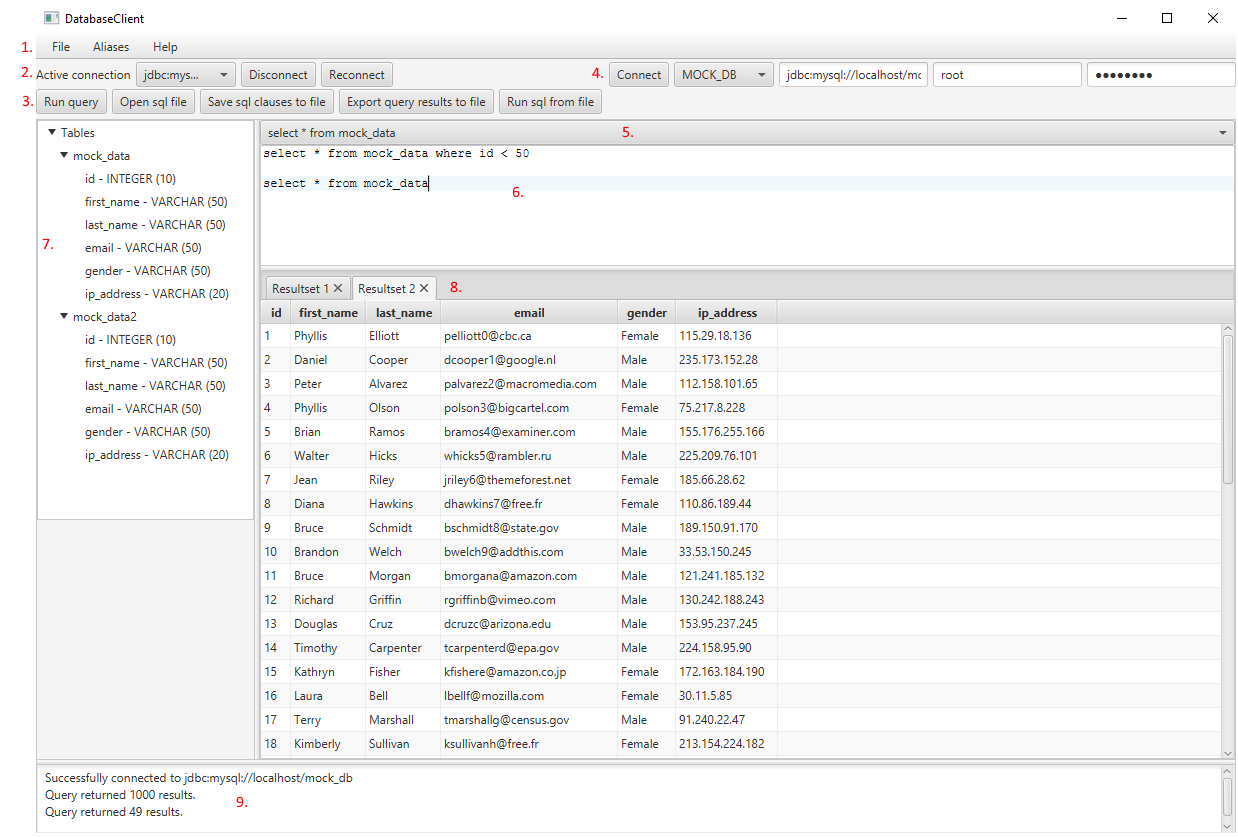 DatabaseClient
1. File Aliases Help
2. Active connection jdbc:mys... Disconnect Reconnect 4. Connect MOCK_DB jdbc:mysql://localhost/mc root ●●●●●●●●
3. Run query Open sql file Save sql clauses to file Export query results to file Run sql from file
Tables
mock_data
id - INTEGER (10)
first_name - VARCHAR (50)
last_name - VARCHAR (50)
7. email - VARCHAR (50)
gender - VARCHAR (50)
ip_address - VARCHAR (20)
mock_data2
id - INTEGER (10)
first_name - VARCHAR (50)
last_name - VARCHAR (50)
email - VARCHAR (50)
gender - VARCHAR (50)
ip_address - VARCHAR (20)
select * from mock_data 5.
select * from mock_data where id < 50
select * from mock_data
6.
Resultset 1 Resultset 2 8.
id first_name last_name email gender ip_address
1 Phyllis Elliott pelliott0@cbc.ca Female 115.29.18.136
2 Daniel Cooper dcooper1@google.nl Male 235.173.152.28
3 Peter Alvarez palvarez2@macromedia.com Male 112.158.101.65
4 Phyllis Olson polson3@bigcartel.com Female 75.217.8.228
5 Brian Ramos bramos4@examiner.com Male 155.176.255.166
6 Walter Hicks whicks5@rambler.ru Male 225.209.76.101
7 Jean Riley jriley6@themeforest.net Female 185.66.28.62
8 Diana Hawkins dhawkins7@free.fr Female 110.86.189.44
9 Bruce Schmidt bschmidt8@state.gov Male 189.150.91.170
10 Brandon Welch bwelch9@addthis.com Male 33.53.150.245
11 Bruce Morgan bmorgana@amazon.com Male 121.241.185.132
12 Richard Griffin rgriffinb@vimeo.com Male 130.242.188.243
13 Douglas Cruz dcruzc@arizona.edu Male 153.95.237.245
14 Timothy Carpenter tcarpenterd@epa.gov Male 224.158.95.90
15 Kathryn Fisher kfishere@amazon.co.jp Female 172.163.184.190
16 Laura Bell lbellf@mozilla.com Female 30.11.5.85
17 Terry Marshall tmarshallg@census.gov Male 91.240.22.47
18 Kimberly Sullivan ksullivanh@free.fr Female 213.154.224.182
Successfully connected to jdbc:mysql://localhost/mock_db
Query returned 1000 results.
9.
Query returned 49 results.